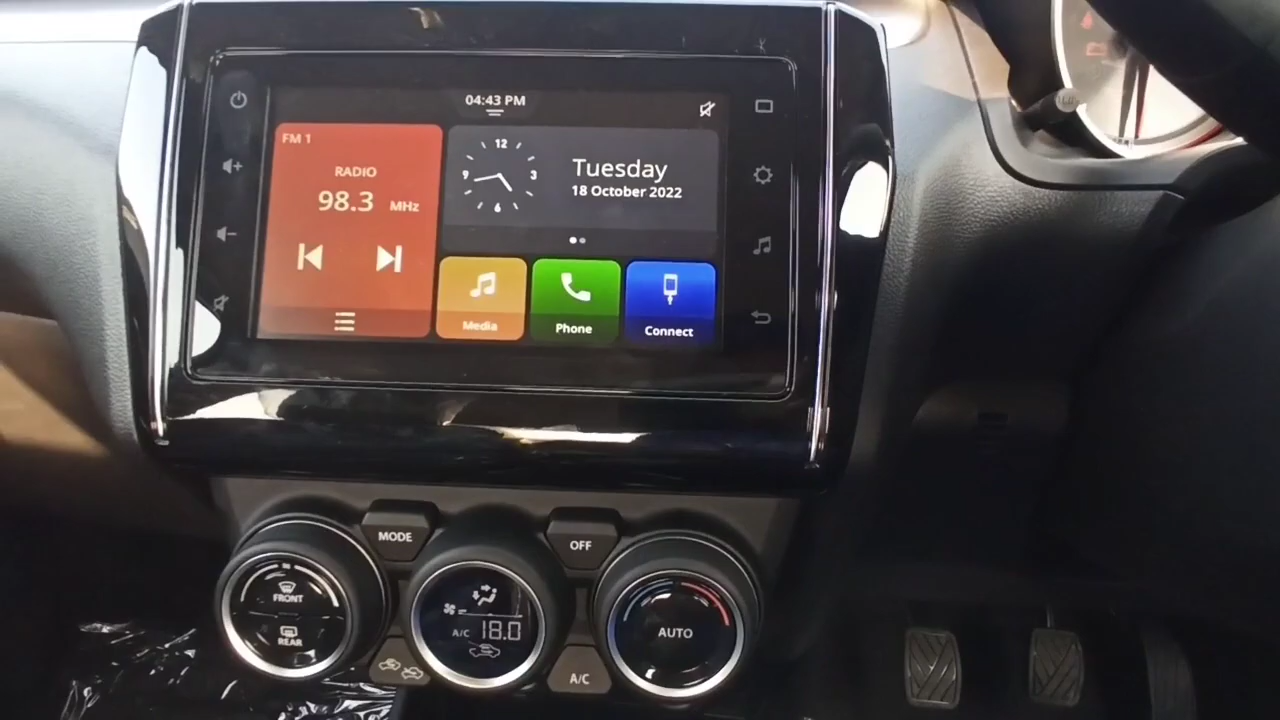 04:43 PM
FM 1
RADIO
98.3 MHz
12
9
3
6
Tuesday
18 October 2022
Media
Phone
Connect
MODE
OFF
FRONT
REAR
A/C 18.0
AUTO
A/C